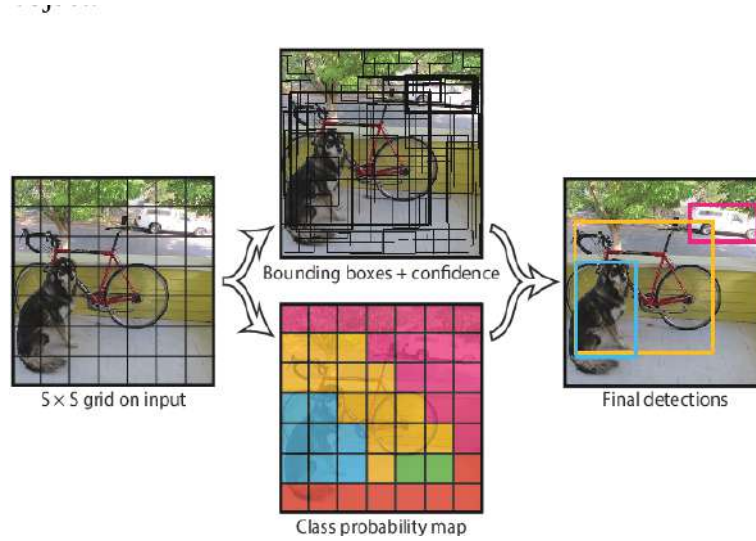 S × S grid on input
Bounding boxes + confidence
Class probability map
Final detections